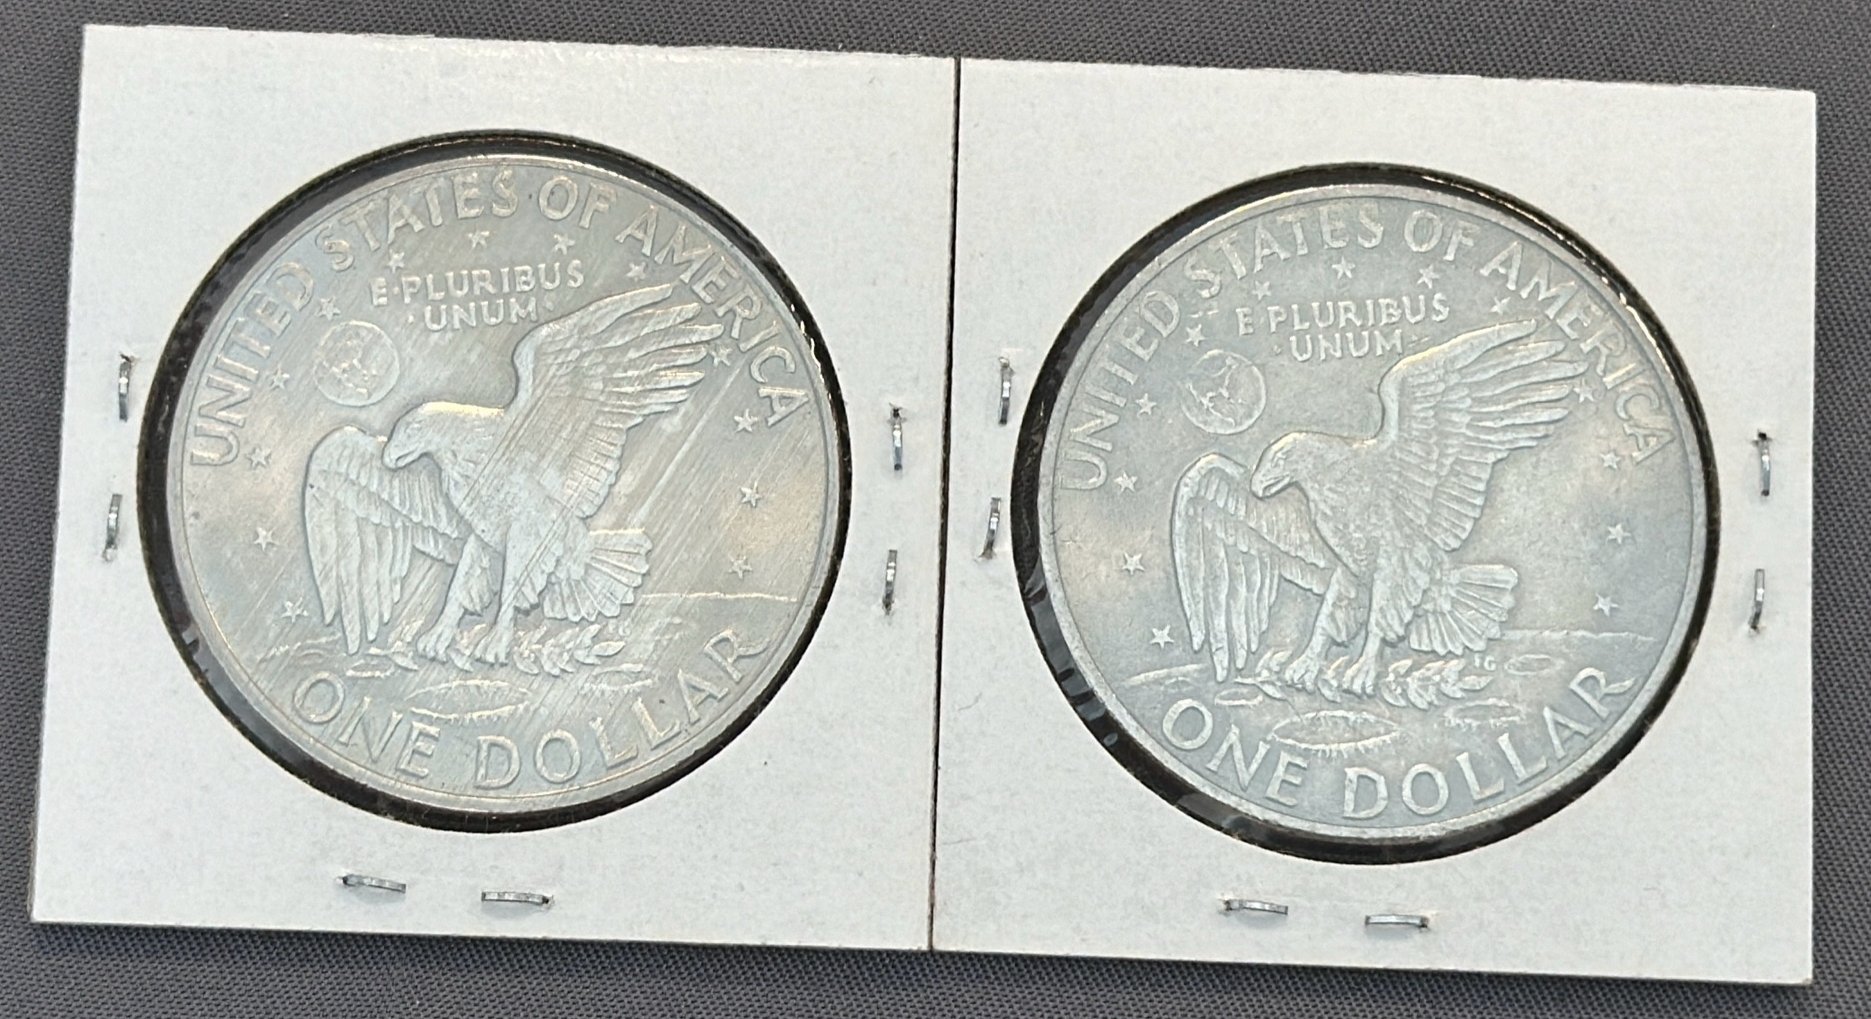 UNITED STATES OF AMERICA
E·PLURIBUS
·UNUM·
ONE DOLLAR
UNITED STATES OF AMERICA
E PLURIBUS
·UNUM·
ONE DOLLAR